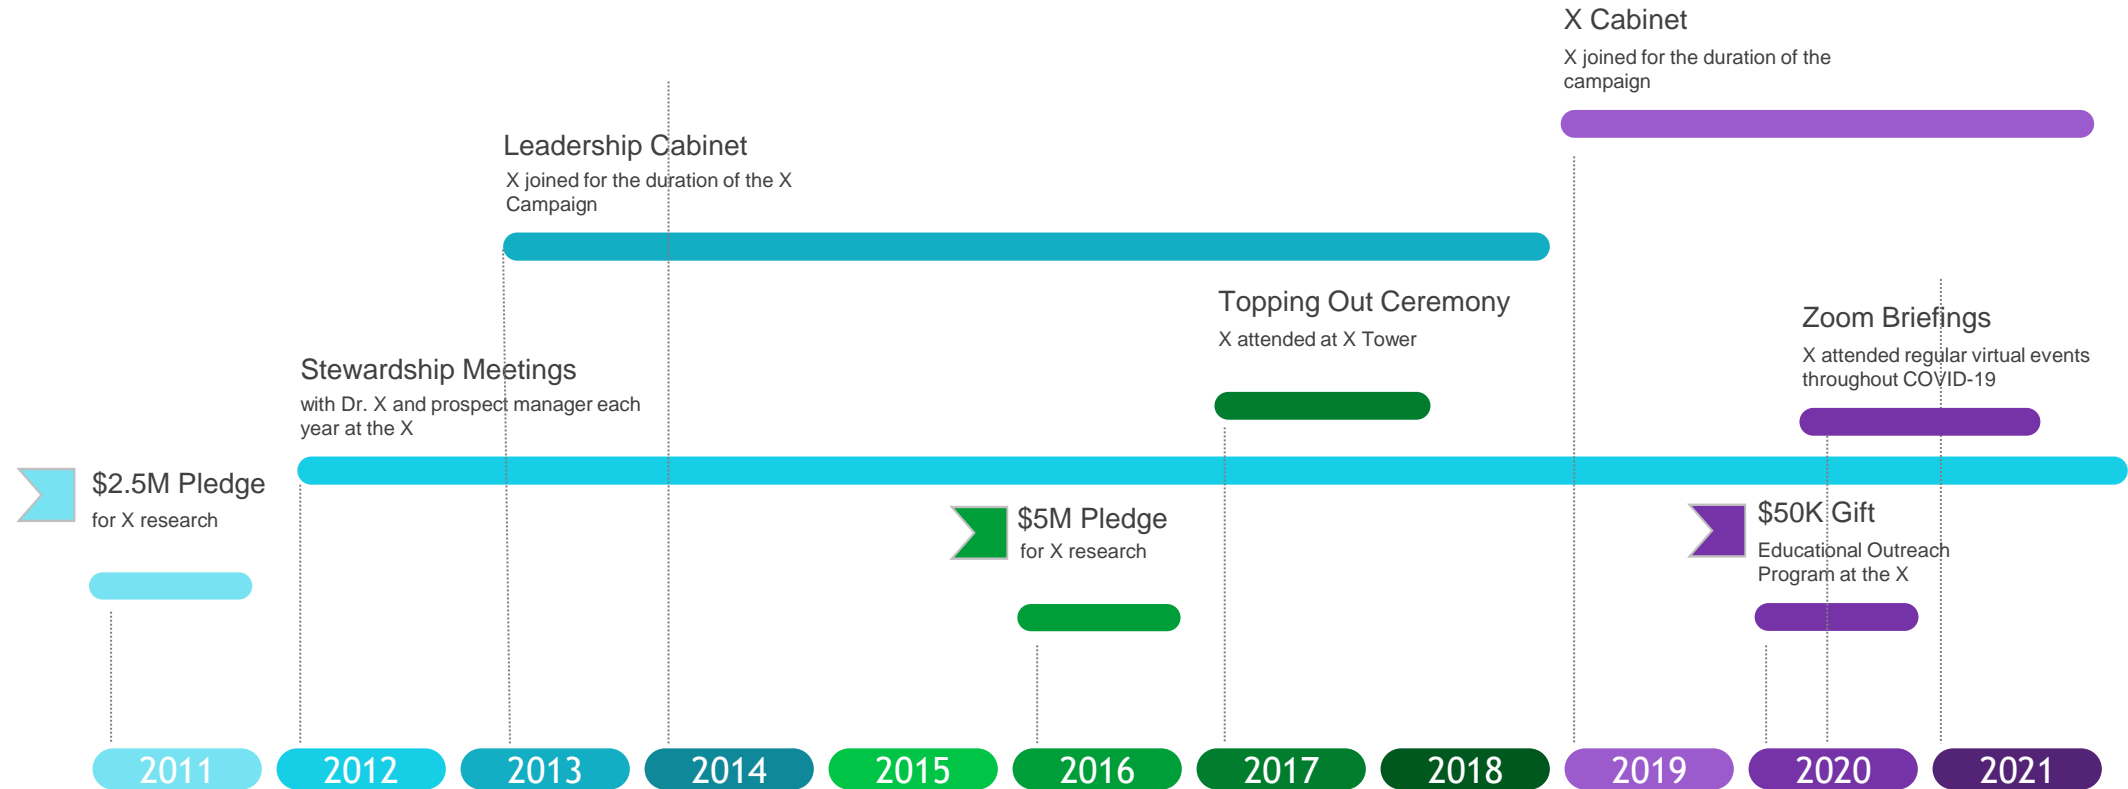 X Cabinet
X joined for the duration of the
campaign
Leadership Cabinet
X joined for the duration of the X
Campaign
Topping Out Ceremony
X attended at X Tower
Zoom Briefings
X attended regular virtual events
throughout COVID-19
Stewardship Meetings
with Dr. X and prospect manager each
year at the X
$2.5M Pledge
for X research
$5M Pledge
for X research
$50K Gift
Educational Outreach
Program at the X
2011
2012
2013
2014
2015
2016
2017
2018
2019
2020
2021